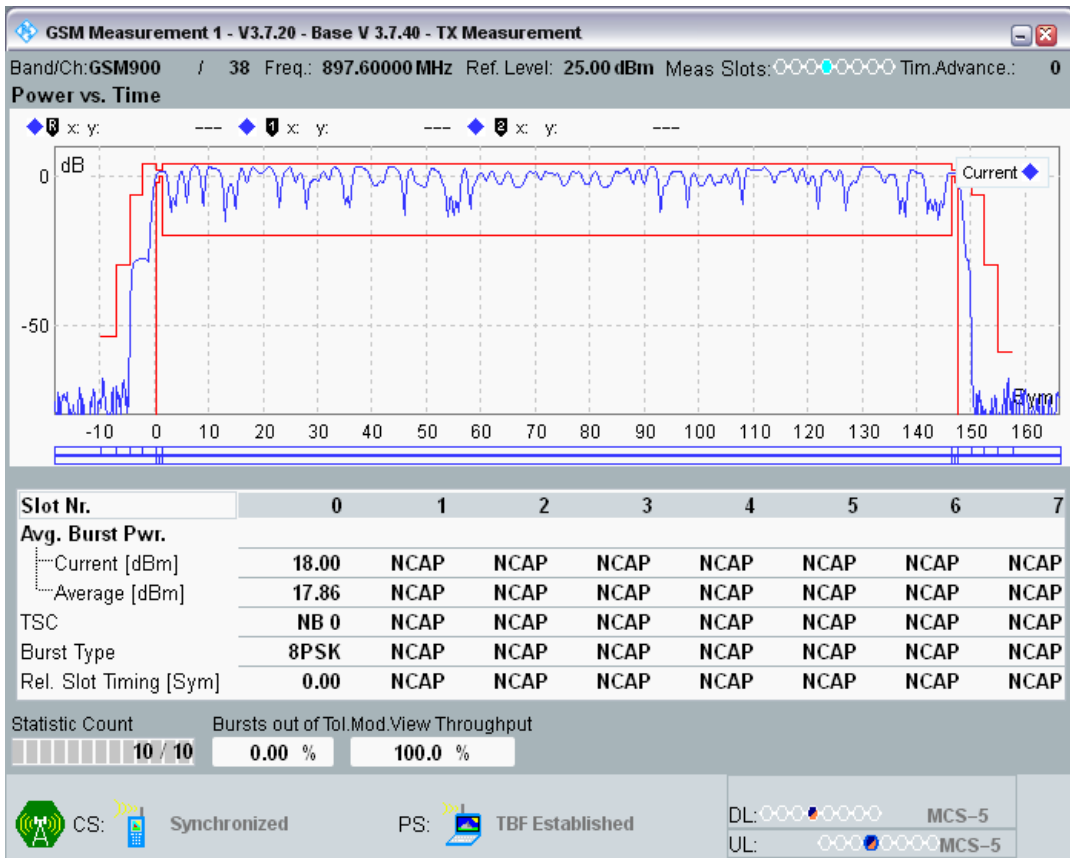 GSM Measurement 1 - V3.7.20 - Base V 3.7.40 - TX Measurement
Band/Ch:GSM900 / 38 Freq.: 897.60000 MHz Ref. Level: 25.00 dBm Meas Slots: Tim.Advance.: 0
Power vs. Time
R x: y: --- 1 x: y: --- 2 x: y: ---
dB
Current
0
-50
Sym
-10 0 10 20 30 40 50 60 70 80 90 100 110 120 130 140 150 160
Slot Nr. 0 1 2 3 4 5 6 7
Avg. Burst Pwr.
Current [dBm] 18.00 NCAP NCAP NCAP NCAP NCAP NCAP NCAP
Average [dBm] 17.86 NCAP NCAP NCAP NCAP NCAP NCAP NCAP
TSC NB 0 NCAP NCAP NCAP NCAP NCAP NCAP NCAP
Burst Type 8PSK NCAP NCAP NCAP NCAP NCAP NCAP NCAP
Rel. Slot Timing [Sym] 0.00 NCAP NCAP NCAP NCAP NCAP NCAP NCAP
Statistic Count Bursts out of Tol.Mod.View Throughput
10 / 10 0.00 % 100.0 %
CS: Synchronized PS: TBF Established
DL: MCS-5
UL: MCS-5